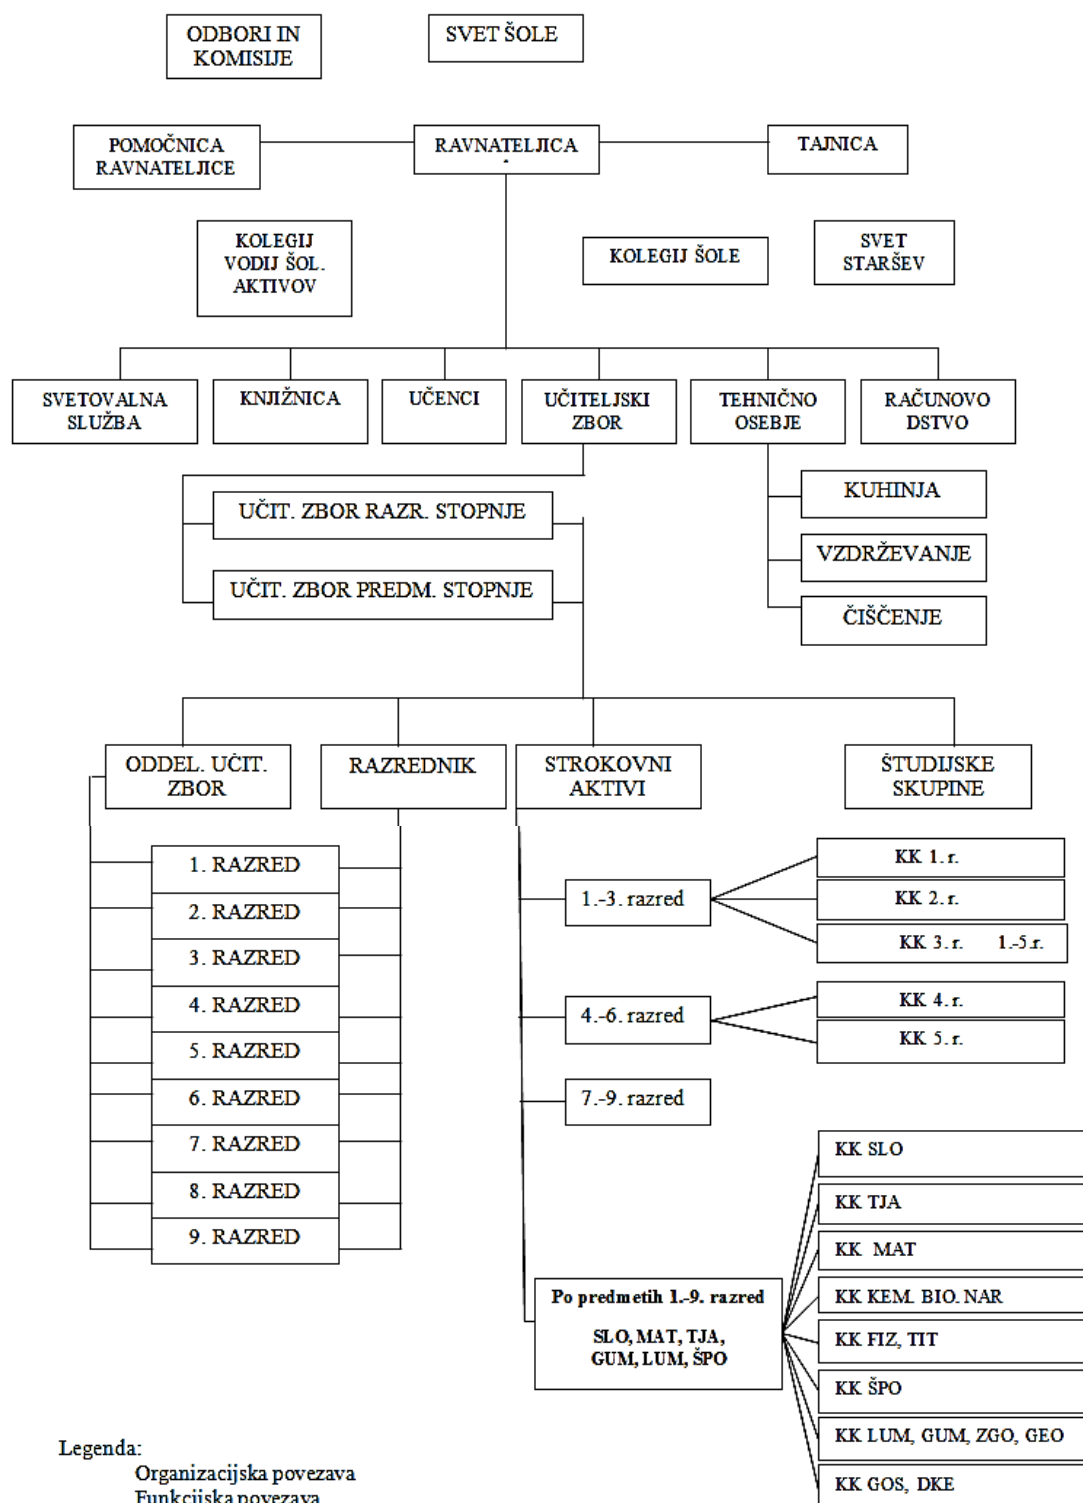 ODBORI IN
KOMISIJE
SVET ŠOLE
POMOČNICA
RAVNATELJICE
RAVNATELJICA
TAJNICA
KOLEGIJ
VODIJ ŠOL.
AKTIVOV
KOLEGIJ ŠOLE
SVET
STARŠEV
SVETOVALNA
SLUŽBA
KNJIŽNICA
UČENCI
UČITELJSKI
ZBOR
TEHNIČNO
OSEBJE
RAČUNOVO
DSTVO
UČIT. ZBOR RAZR. STOPNJE
UČIT. ZBOR PREDM. STOPNJE
KUHINJA
VZDRŽEVANJE
ČIŠČENJE
ODDEL. UČIT.
ZBOR
RAZREDNIK
STROKOVNI
AKTIVI
ŠTUDIJSKE
SKUPINE
1. RAZRED
2. RAZRED
3. RAZRED
4. RAZRED
5. RAZRED
6. RAZRED
7. RAZRED
8. RAZRED
9. RAZRED
1.-3. razred
4.-6. razred
7.-9. razred
Po predmetih 1.-9. razred
SLO, MAT, TJA,
GUM, LUM, ŠPO
KK 1. r.
KK 2. r.
KK 3. r. 1.-5.r.
KK 4. r.
KK 5. r.
KK SLO
KK TJA
KK MAT
KK KEM. BIO. NAR
KK FIZ, TIT
KK ŠPO
KK LUM, GUM, ZGO, GEO
KK GOS, DKE
Legenda:
Organizacijska povezava
Funkcijska povezava